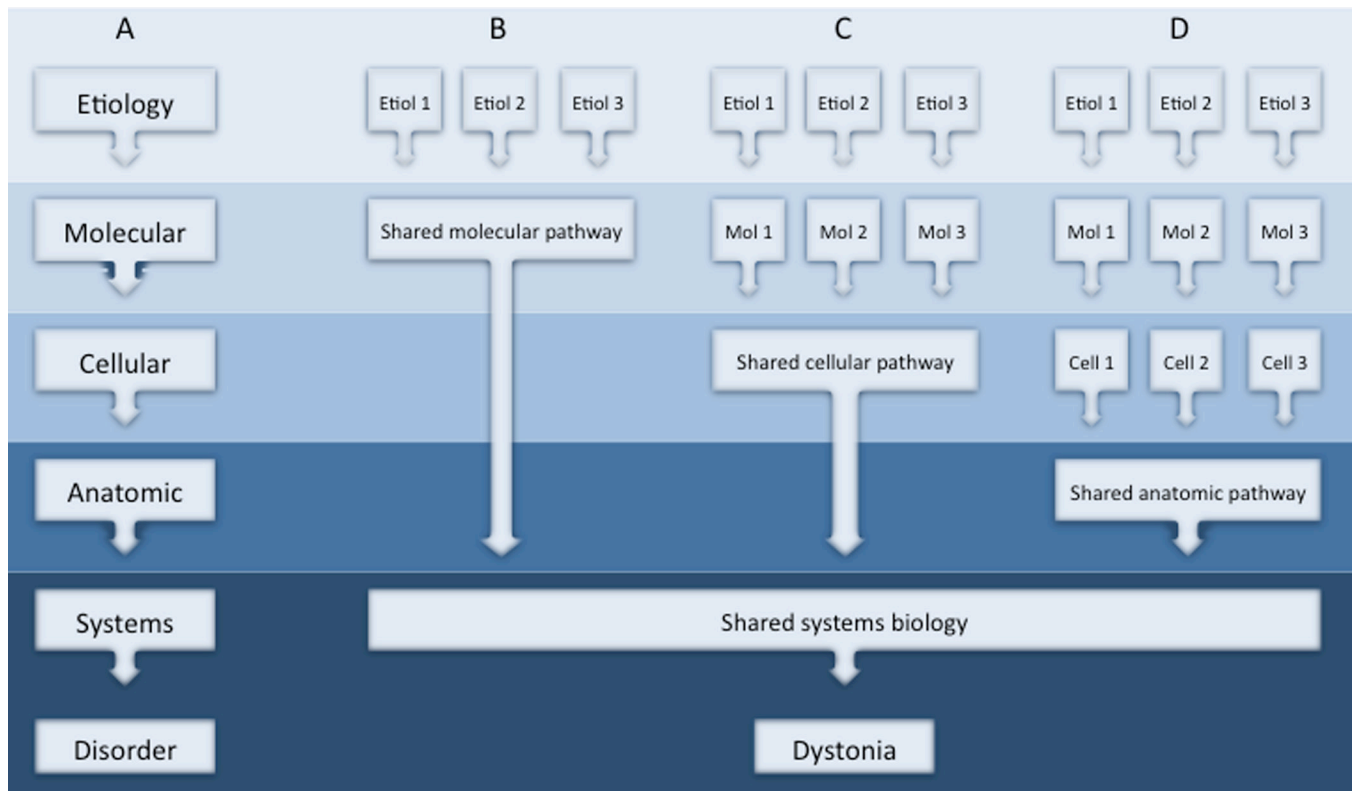 A B C D
Etiology Etiol 1 Etiol 2 Etiol 3 Etiol 1 Etiol 2 Etiol 3 Etiol 1 Etiol 2 Etiol 3
Molecular Shared molecular pathway Mol 1 Mol 2 Mol 3 Mol 1 Mol 2 Mol 3
Cellular Shared cellular pathway Cell 1 Cell 2 Cell 3
Anatomic Shared anatomic pathway
Systems Shared systems biology
Disorder Dystonia